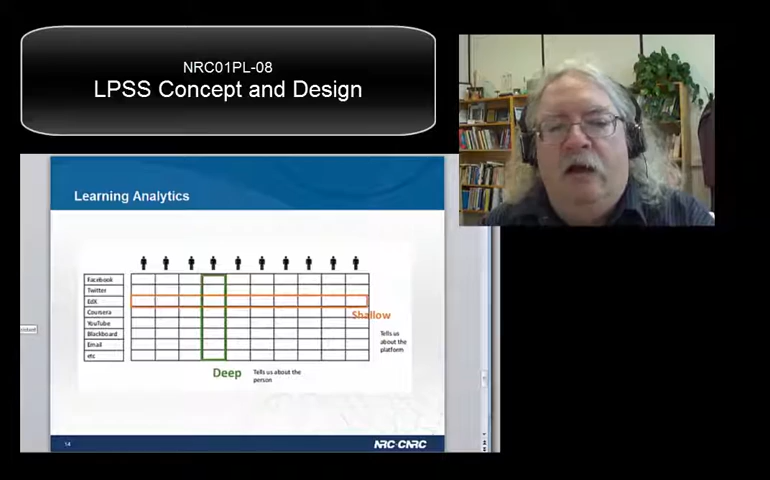 NRC01PL-08
LPSS Concept and Design
Learning Analytics
Facebook
Twitter
EdX
Coursera
YouTube
Blackboard
Email
etc
Shallow
Tells us
about the
platform
Deep
Tells us about the
person
14
NRC·CNRC